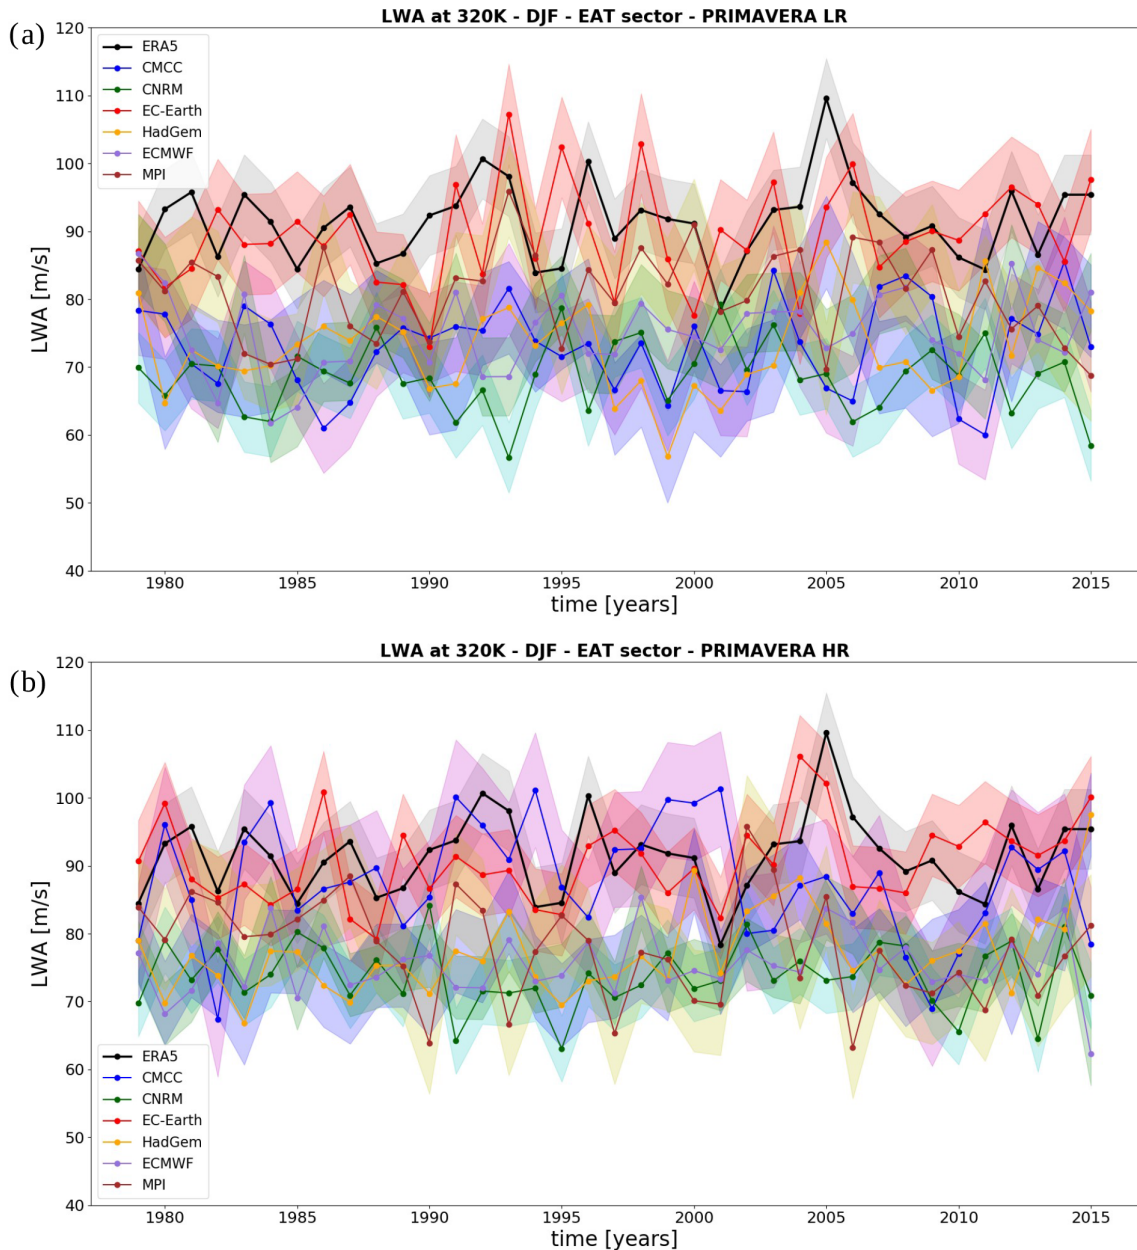 (a)
LWA at 320K - DJF - EAT sector - PRIMAVERA LR
LWA [m/s]
120
110
100
90
80
70
60
50
40
ERA5
CMCC
CNRM
EC-Earth
HadGem
ECMWF
MPI
1980 1985 1990 1995 2000 2005 2010 2015
time [years]
(b)
LWA at 320K - DJF - EAT sector - PRIMAVERA HR
LWA [m/s]
120
110
100
90
80
70
60
50
40
ERA5
CMCC
CNRM
EC-Earth
HadGem
ECMWF
MPI
1980 1985 1990 1995 2000 2005 2010 2015
time [years]